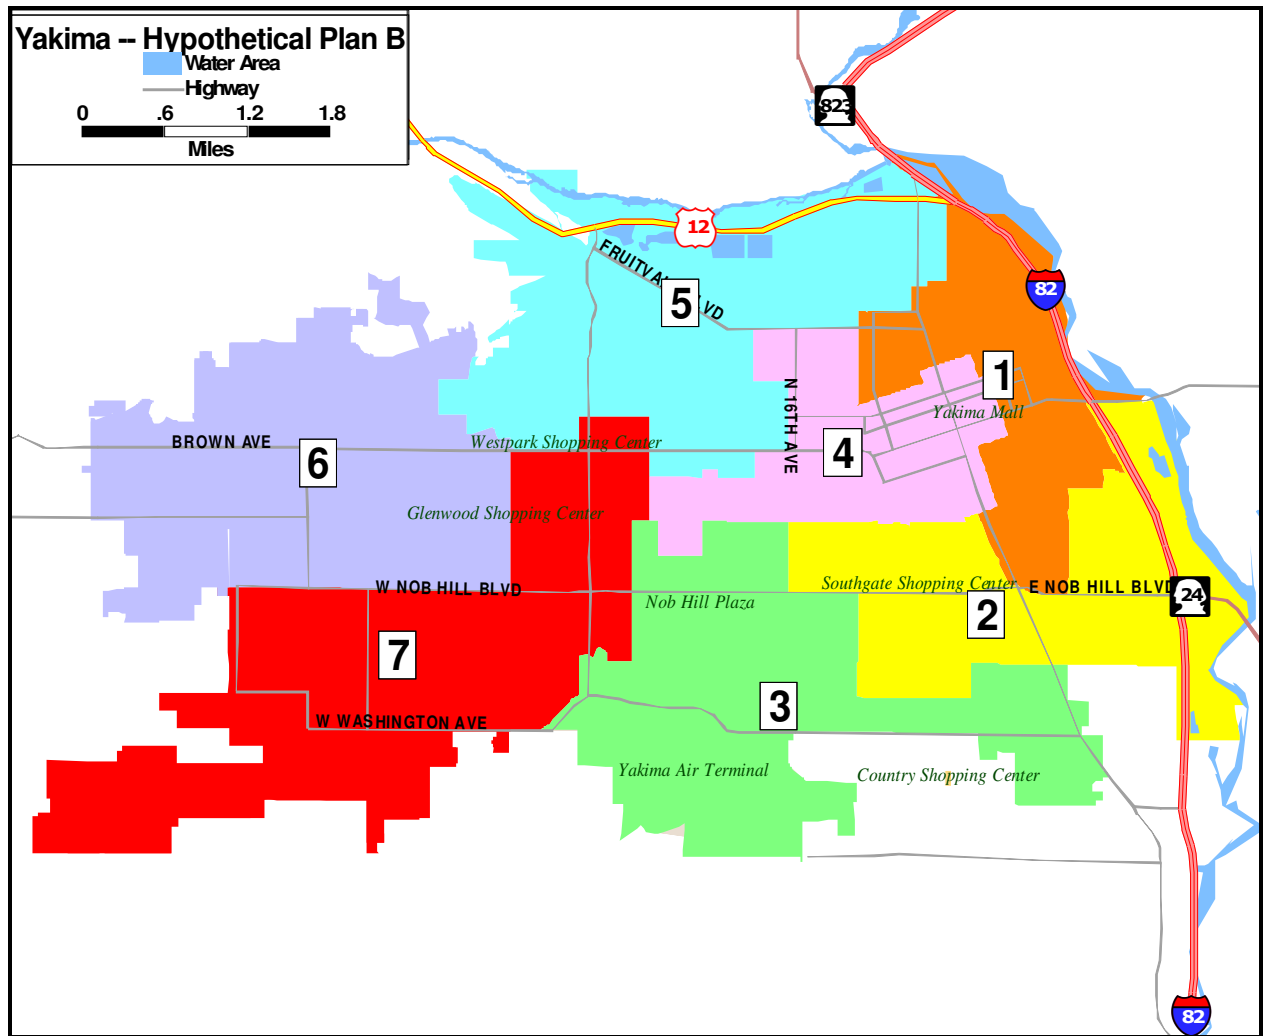 Yakima -- Hypothetical Plan B
Water Area
Highway
0 .6 1.2 1.8
Miles
823
12
FRUITVA LVD
82
5
1
N 16TH AVE
Yakima Mall
BROWN AVE
Westpark Shopping Center
6
4
Glenwood Shopping Center
W NOB HILL BLVD
Southgate Shopping Center
E NOB HILL BLVD
24
Nob Hill Plaza
2
7
3
W WASHINGTON AVE
Yakima Air Terminal
Country Shopping Center
82